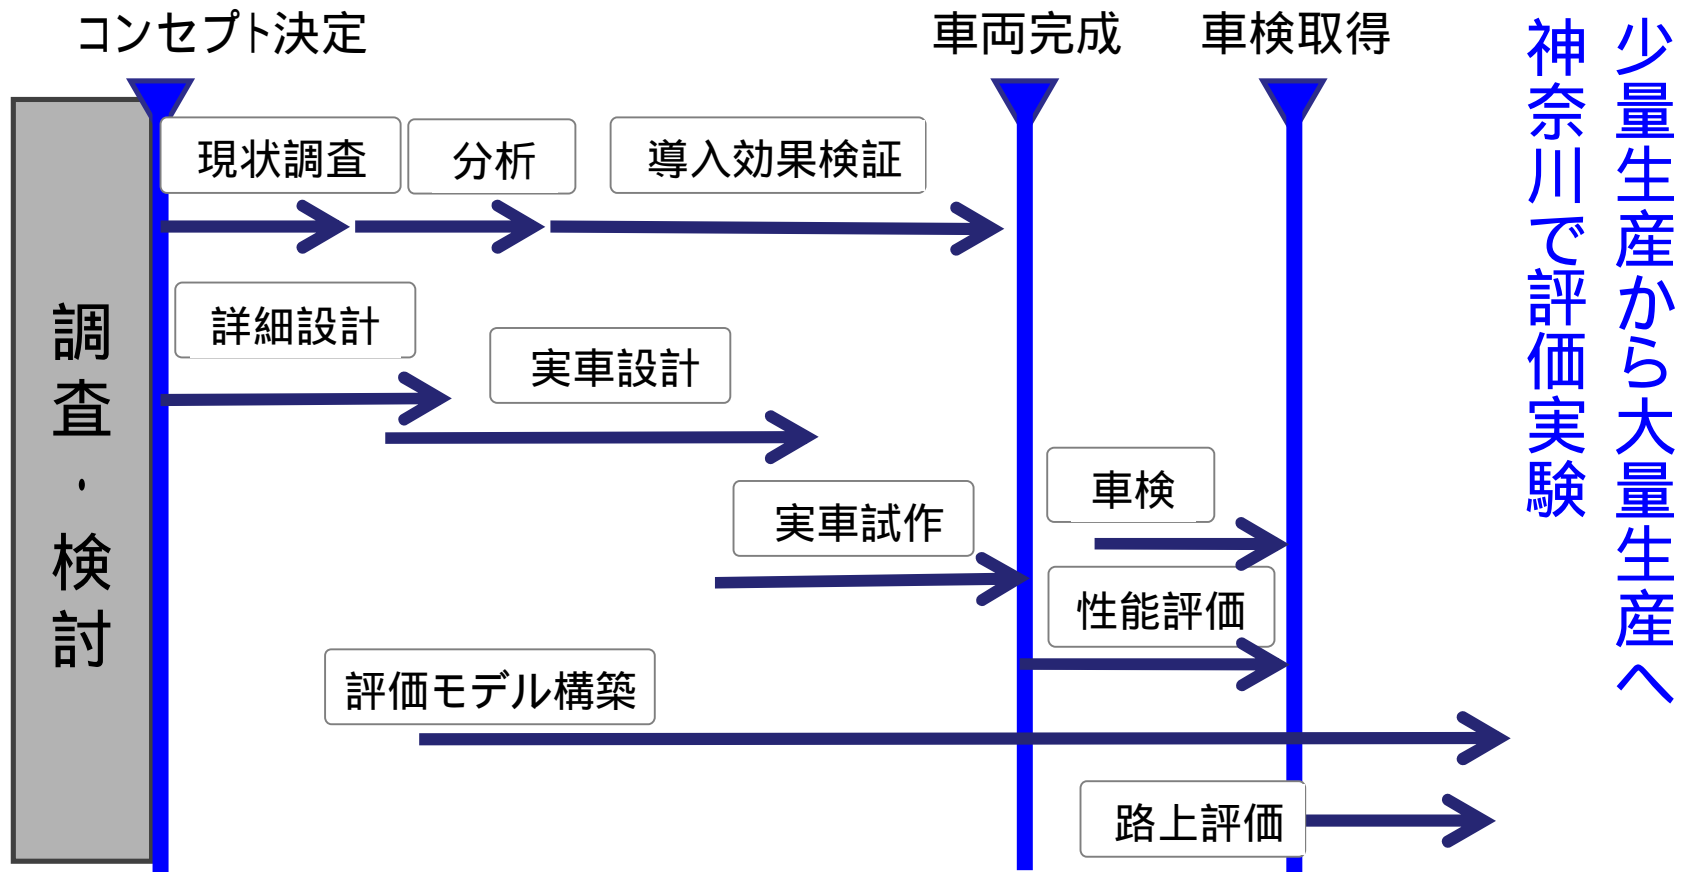 コンセプト決定
車両完成
車検取得
少量生産から大量生産へ
神奈川で評価実験
調査・検討
現状調査
分析
導入効果検証
詳細設計
実車設計
実車試作
車検
性能評価
評価モデル構築
路上評価